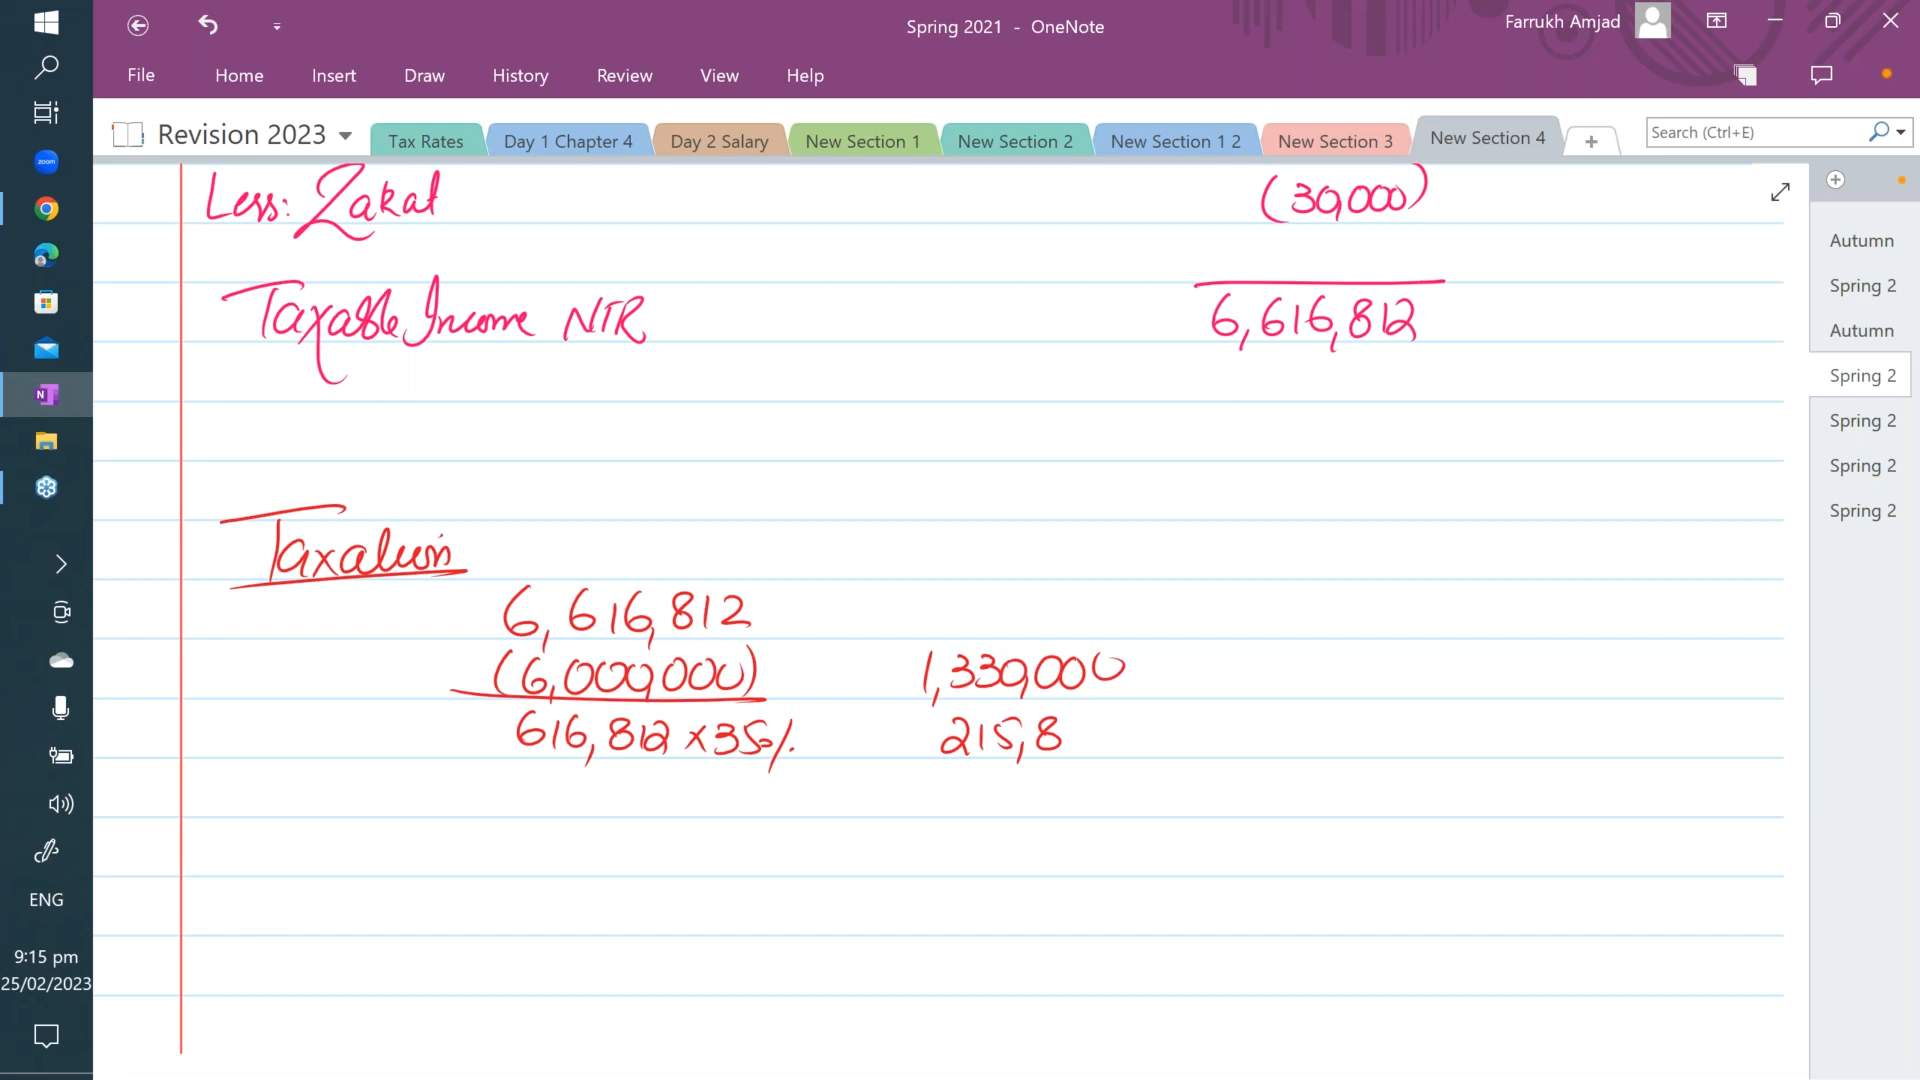 Spring 2021 - OneNote
Farrukh Amjad
File Home Insert Draw History Review View Help
Revision 2023
Tax Rates
Day 1 Chapter 4
Day 2 Salary
New Section 1
New Section 2
New Section 1 2
New Section 3
New Section 4
Search (Ctrl+E)
zoom
Less: Zakat (30,000)
Taxable Income NTR 6,616,812
Taxation
6,616,812
(6,000,000) 1,330,000
616,812 × 35% 215,8
Autumn
Spring 2
Autumn
Spring 2
Spring 2
Spring 2
Spring 2
ENG
9:15 pm
25/02/2023